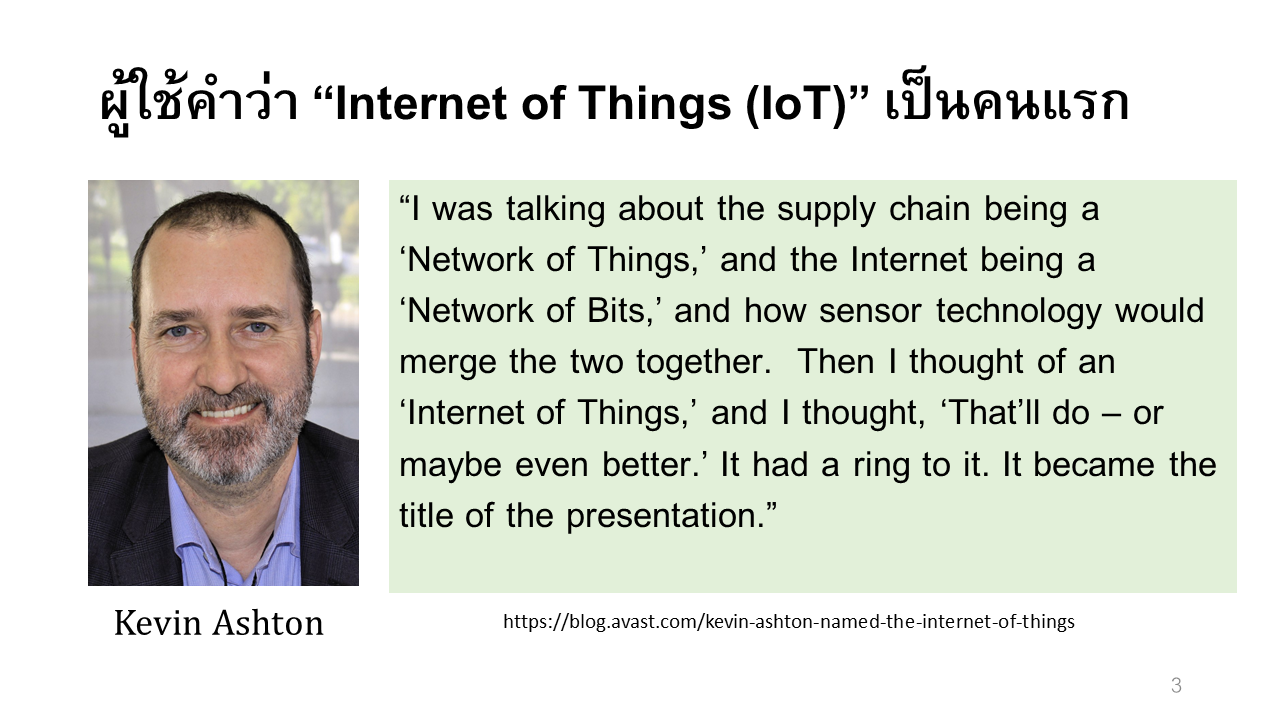 ผู้ใช้คำว่า “Internet of Things (IoT)” เป็นคนแรก
“I was talking about the supply chain being a
‘Network of Things,’ and the Internet being a
‘Network of Bits,’ and how sensor technology would
merge the two together.  Then I thought of an
‘Internet of Things,’ and I thought, ‘That’ll do – or
maybe even better.’ It had a ring to it. It became the
title of the presentation.”
Kevin Ashton
https://blog.avast.com/kevin-ashton-named-the-internet-of-things
3